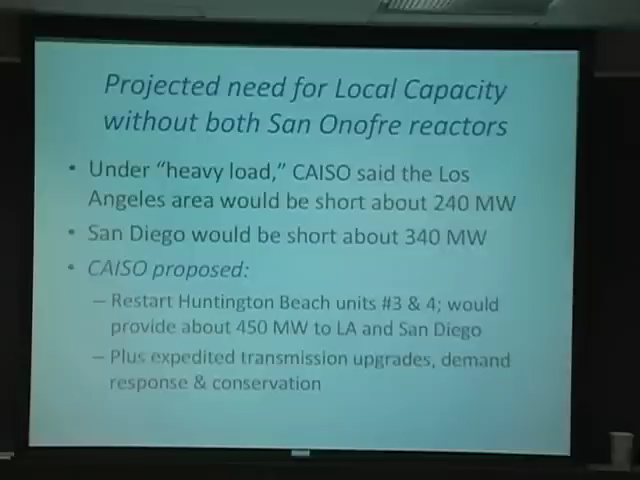 Projected need for Local Capacity
without both San Onofre reactors
• Under “heavy load,” CAISO said the Los
Angeles area would be short about 240 MW
• San Diego would be short about 340 MW
• CAISO proposed:
– Restart Huntington Beach units #3 & 4; would
provide about 450 MW to LA and San Diego
– Plus expedited transmission upgrades, demand
response & conservation